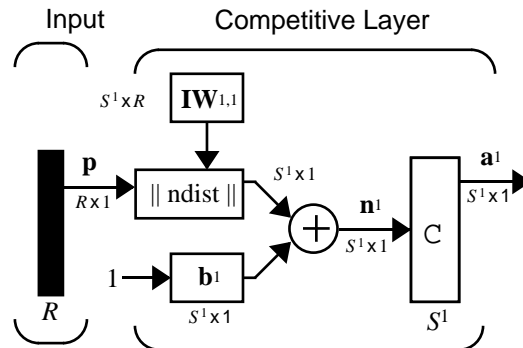 Input
Competitive Layer
S¹ x R
IW1,1
p
R x 1
|| ndist ||
S¹ x 1
n1
S¹ x 1
a1
S¹ x 1
C
1
b1
S¹ x 1
R
S¹